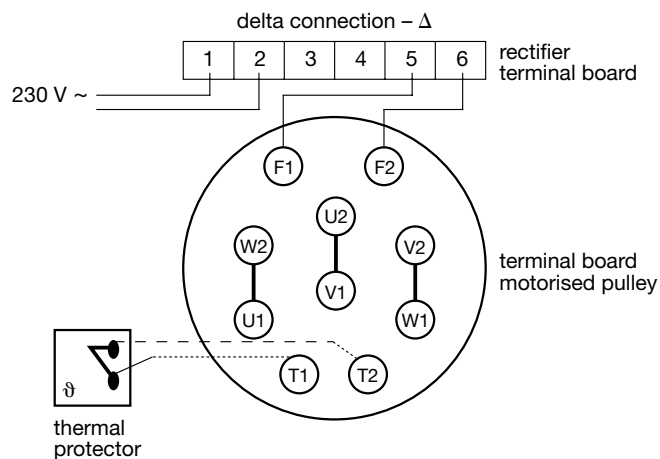 delta connection – Δ
1 2 3 4 5 6
rectifier
terminal board
230 V ~
F1 F2
U2
W2 V2
terminal board
motorised pulley
V1
U1 W1
T1 T2
ϑ
thermal
protector